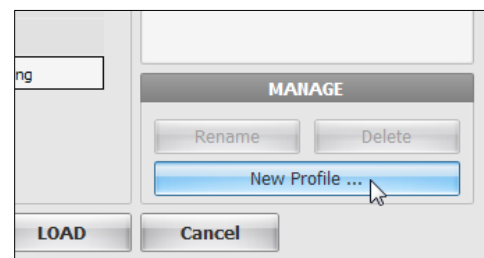 ng
MANAGE
Rename
Delete
New Profile ...
LOAD
Cancel